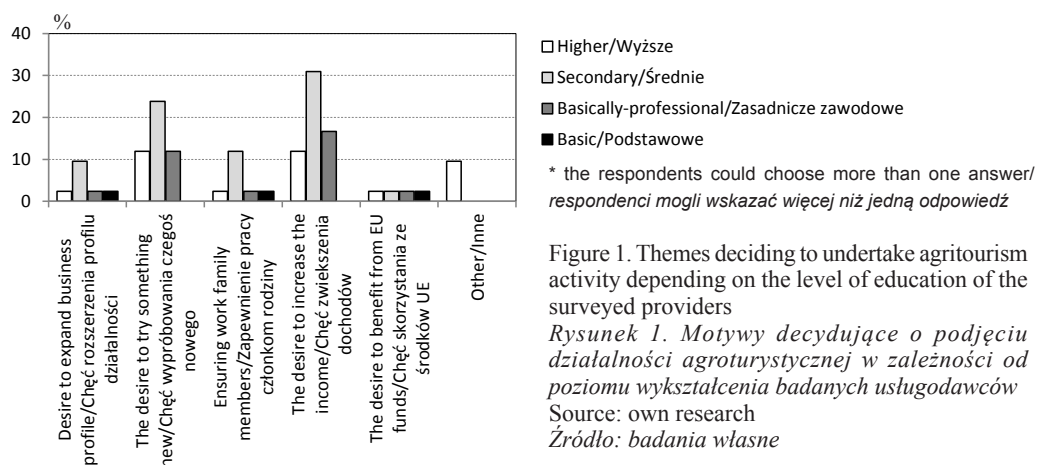 %
40
30
20
10
0
Desire to expand business
profile/Chęć rozszerzenia profilu
działalności
The desire to try something
new/Chęć wypróbowania czegoś
nowego
Ensuring work family
members/Zapewnienie pracy
członkom rodziny
The desire to increase the
income/Chęć zwiększenia
dochodów
The desire to benefit from EU
funds/Chęć skorzystania ze
środków UE
Other/Inne
Higher/Wyższe
Secondary/Średnie
Basically-professional/Zasadnicze zawodowe
Basic/Podstawowe
* the respondents could choose more than one answer/
respondenci mogli wskazać więcej niż jedną odpowiedź
Figure 1. Themes deciding to undertake agritourism
activity depending on the level of education of the
surveyed providers
Rysunek 1. Motywy decydujące o podjęciu
działalności agroturystycznej w zależności od
poziomu wykształcenia badanych usługodawców
Source: own research
Źródło: badania własne